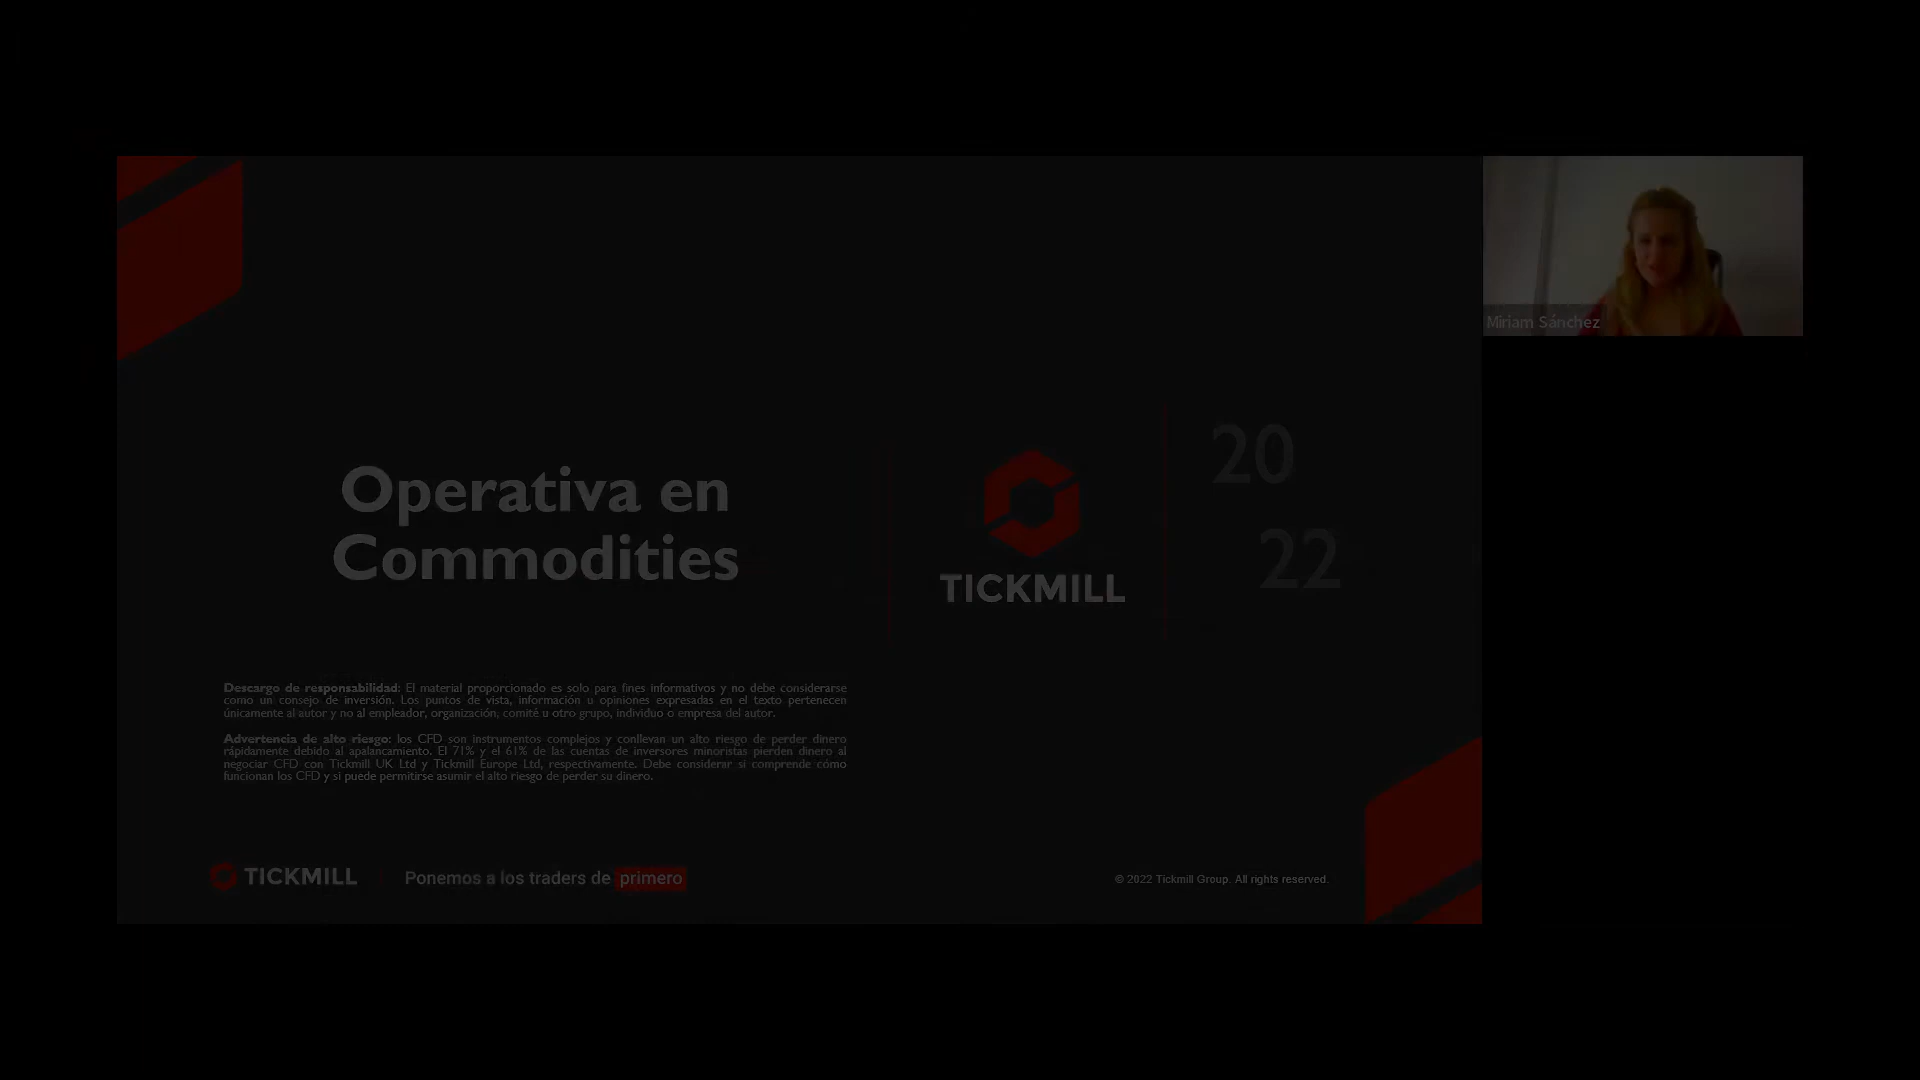 Miriam Sánchez
Operativa en
Commodities
TICKMILL
20
22
Descargo de responsabilidad: El material proporcionado es solo para fines informativos y no debe considerarse
como un consejo de inversión. Los puntos de vista, información u opiniones expresadas en el texto pertenecen
únicamente al autor y no al empleador, organización, comité u otro grupo, individuo o empresa del autor.
Advertencia de alto riesgo: los CFD son instrumentos complejos y conllevan un alto riesgo de perder dinero
rápidamente debido al apalancamiento. El 71% y el 61% de las cuentas de inversores minoristas pierden dinero al
negociar CFD con Tickmill UK Ltd y Tickmill Europe Ltd, respectivamente. Debe considerar si comprende cómo
funcionan los CFD y si puede permitirse asumir el alto riesgo de perder su dinero.
TICKMILL
Ponemos a los traders de primero
© 2022 Tickmill Group. All rights reserved.